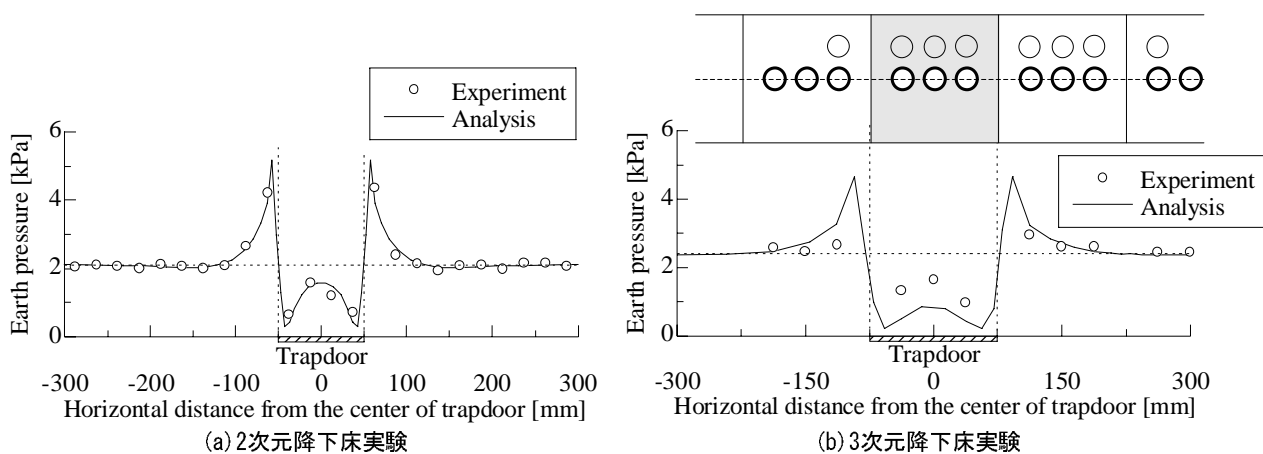 Experiment
Analysis
Earth pressure [kPa]
6
4
2
0
Trapdoor
-300 -200 -100 0 100 200 300
Horizontal distance from the center of trapdoor [mm]
(a)2次元降下床実験
Experiment
Analysis
Earth pressure [kPa]
6
4
2
0
Trapdoor
-300 -150 0 150 300
Horizontal distance from the center of trapdoor [mm]
(b)3次元降下床実験